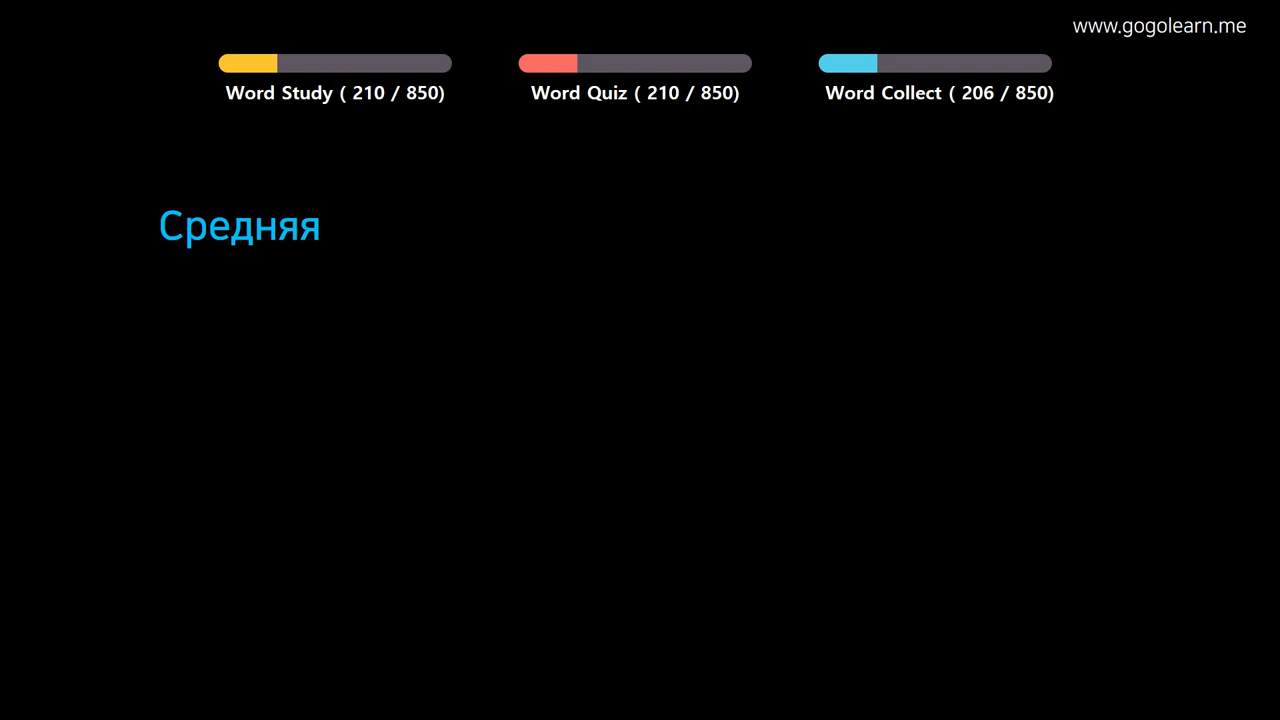 www.gogolearn.me
Word Study ( 210 / 850)
Word Quiz ( 210 / 850)
Word Collect ( 206 / 850)
Средняя